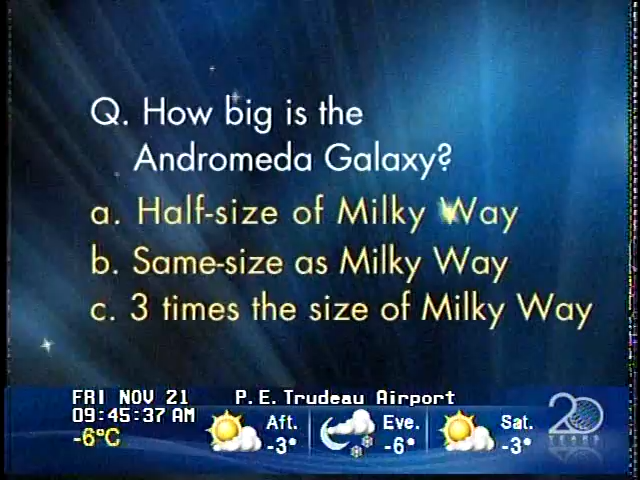 Q. How big is the
Andromeda Galaxy?
a. Half-size of Milky Way
b. Same-size as Milky Way
c. 3 times the size of Milky Way
FRI NOV 21 P.E. Trudeau Airport
09:45:37 AM Aft. Eve. Sat.
-6°C -3° -6° -3°
20
YEARS